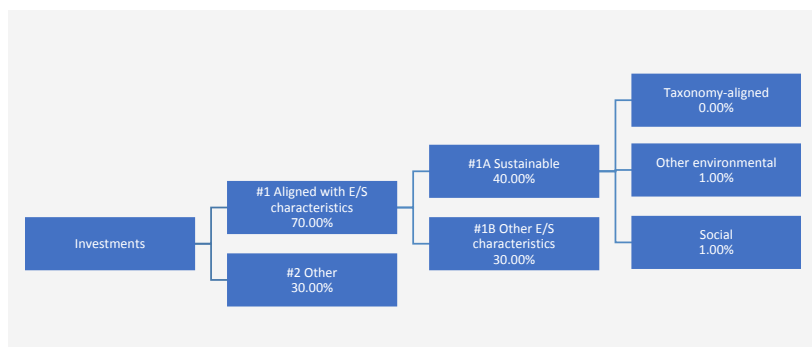 Investments
#1 Aligned with E/S
characteristics
70.00%
#2 Other
30.00%
#1A Sustainable
40.00%
#1B Other E/S
characteristics
30.00%
Taxonomy-aligned
0.00%
Other environmental
1.00%
Social
1.00%